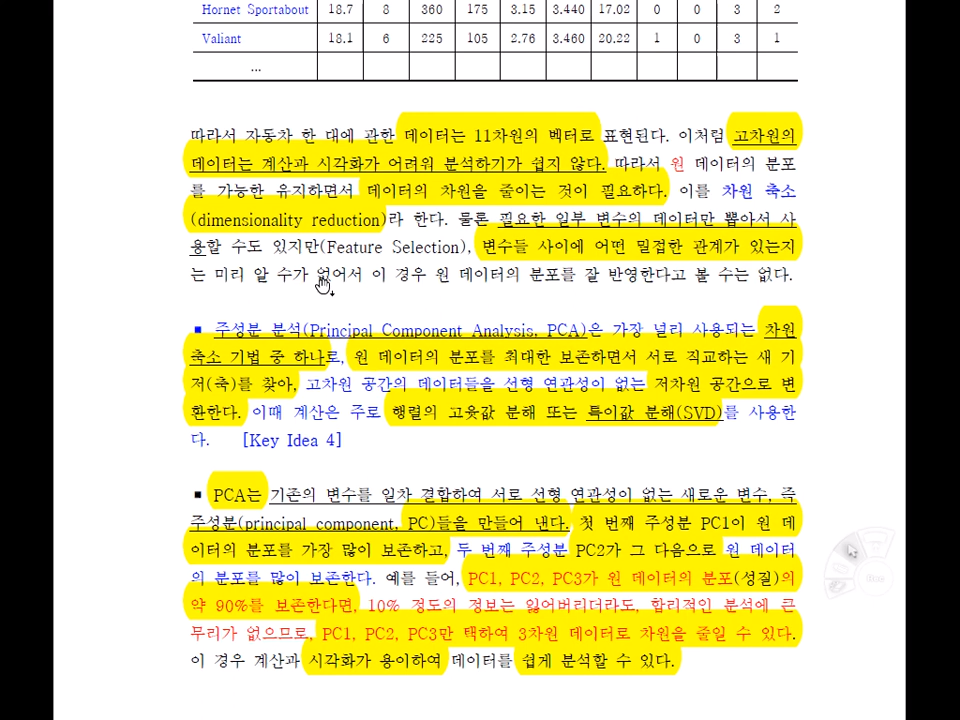 Hornet Sportabout 18.7 8 360 175 3.15 3.440 17.02 0 0 3 2
Valiant 18.1 6 225 105 2.76 3.460 20.22 1 0 3 1
...
따라서 자동차 한 대에 관한 데이터는 11차원의 벡터로 표현된다. 이처럼 고차원의
데이터는 계산과 시각화가 어려워 분석하기가 쉽지 않다. 따라서 원 데이터의 분포
를 가능한 유지하면서 데이터의 차원을 줄이는 것이 필요하다. 이를 차원 축소
(dimensionality reduction)라 한다. 물론 필요한 일부 변수의 데이터만 뽑아서 사
용할 수도 있지만(Feature Selection), 변수들 사이에 어떤 밀접한 관계가 있는지
는 미리 알 수가 없어서 이 경우 원 데이터의 분포를 잘 반영한다고 볼 수는 없다.
▪ 주성분 분석(Principal Component Analysis, PCA)은 가장 널리 사용되는 차원
축소 기법 중 하나로, 원 데이터의 분포를 최대한 보존하면서 서로 직교하는 새 기
저(축)를 찾아, 고차원 공간의 데이터들을 선형 연관성이 없는 저차원 공간으로 변
환한다. 이때 계산은 주로 행렬의 고윳값 분해 또는 특이값 분해(SVD)를 사용한
다. [Key Idea 4]
▪ PCA는 기존의 변수를 일차 결합하여 서로 선형 연관성이 없는 새로운 변수, 즉
주성분(principal component, PC)들을 만들어 낸다. 첫 번째 주성분 PC1이 원 데
이터의 분포를 가장 많이 보존하고, 두 번째 주성분 PC2가 그 다음으로 원 데이터
의 분포를 많이 보존한다. 예를 들어, PC1, PC2, PC3가 원 데이터의 분포(성질)의
약 90%를 보존한다면, 10% 정도의 정보는 잃어버리더라도, 합리적인 분석에 큰
무리가 없으므로, PC1, PC2, PC3만 택하여 3차원 데이터로 차원을 줄일 수 있다.
이 경우 계산과 시각화가 용이하여 데이터를 쉽게 분석할 수 있다.